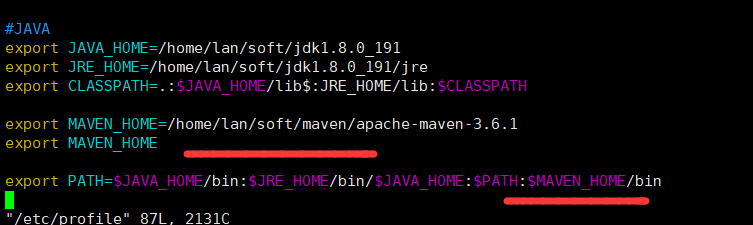 #JAVA
export JAVA_HOME=/home/lan/soft/jdk1.8.0_191
export JRE_HOME=/home/lan/soft/jdk1.8.0_191/jre
export CLASSPATH=.:$JAVA_HOME/lib$:JRE_HOME/lib:$CLASSPATH
export MAVEN_HOME=/home/lan/soft/maven/apache-maven-3.6.1
export MAVEN_HOME
export PATH=$JAVA_HOME/bin:$JRE_HOME/bin/$JAVA_HOME:$PATH:$MAVEN_HOME/bin
"/etc/profile" 87L, 2131C